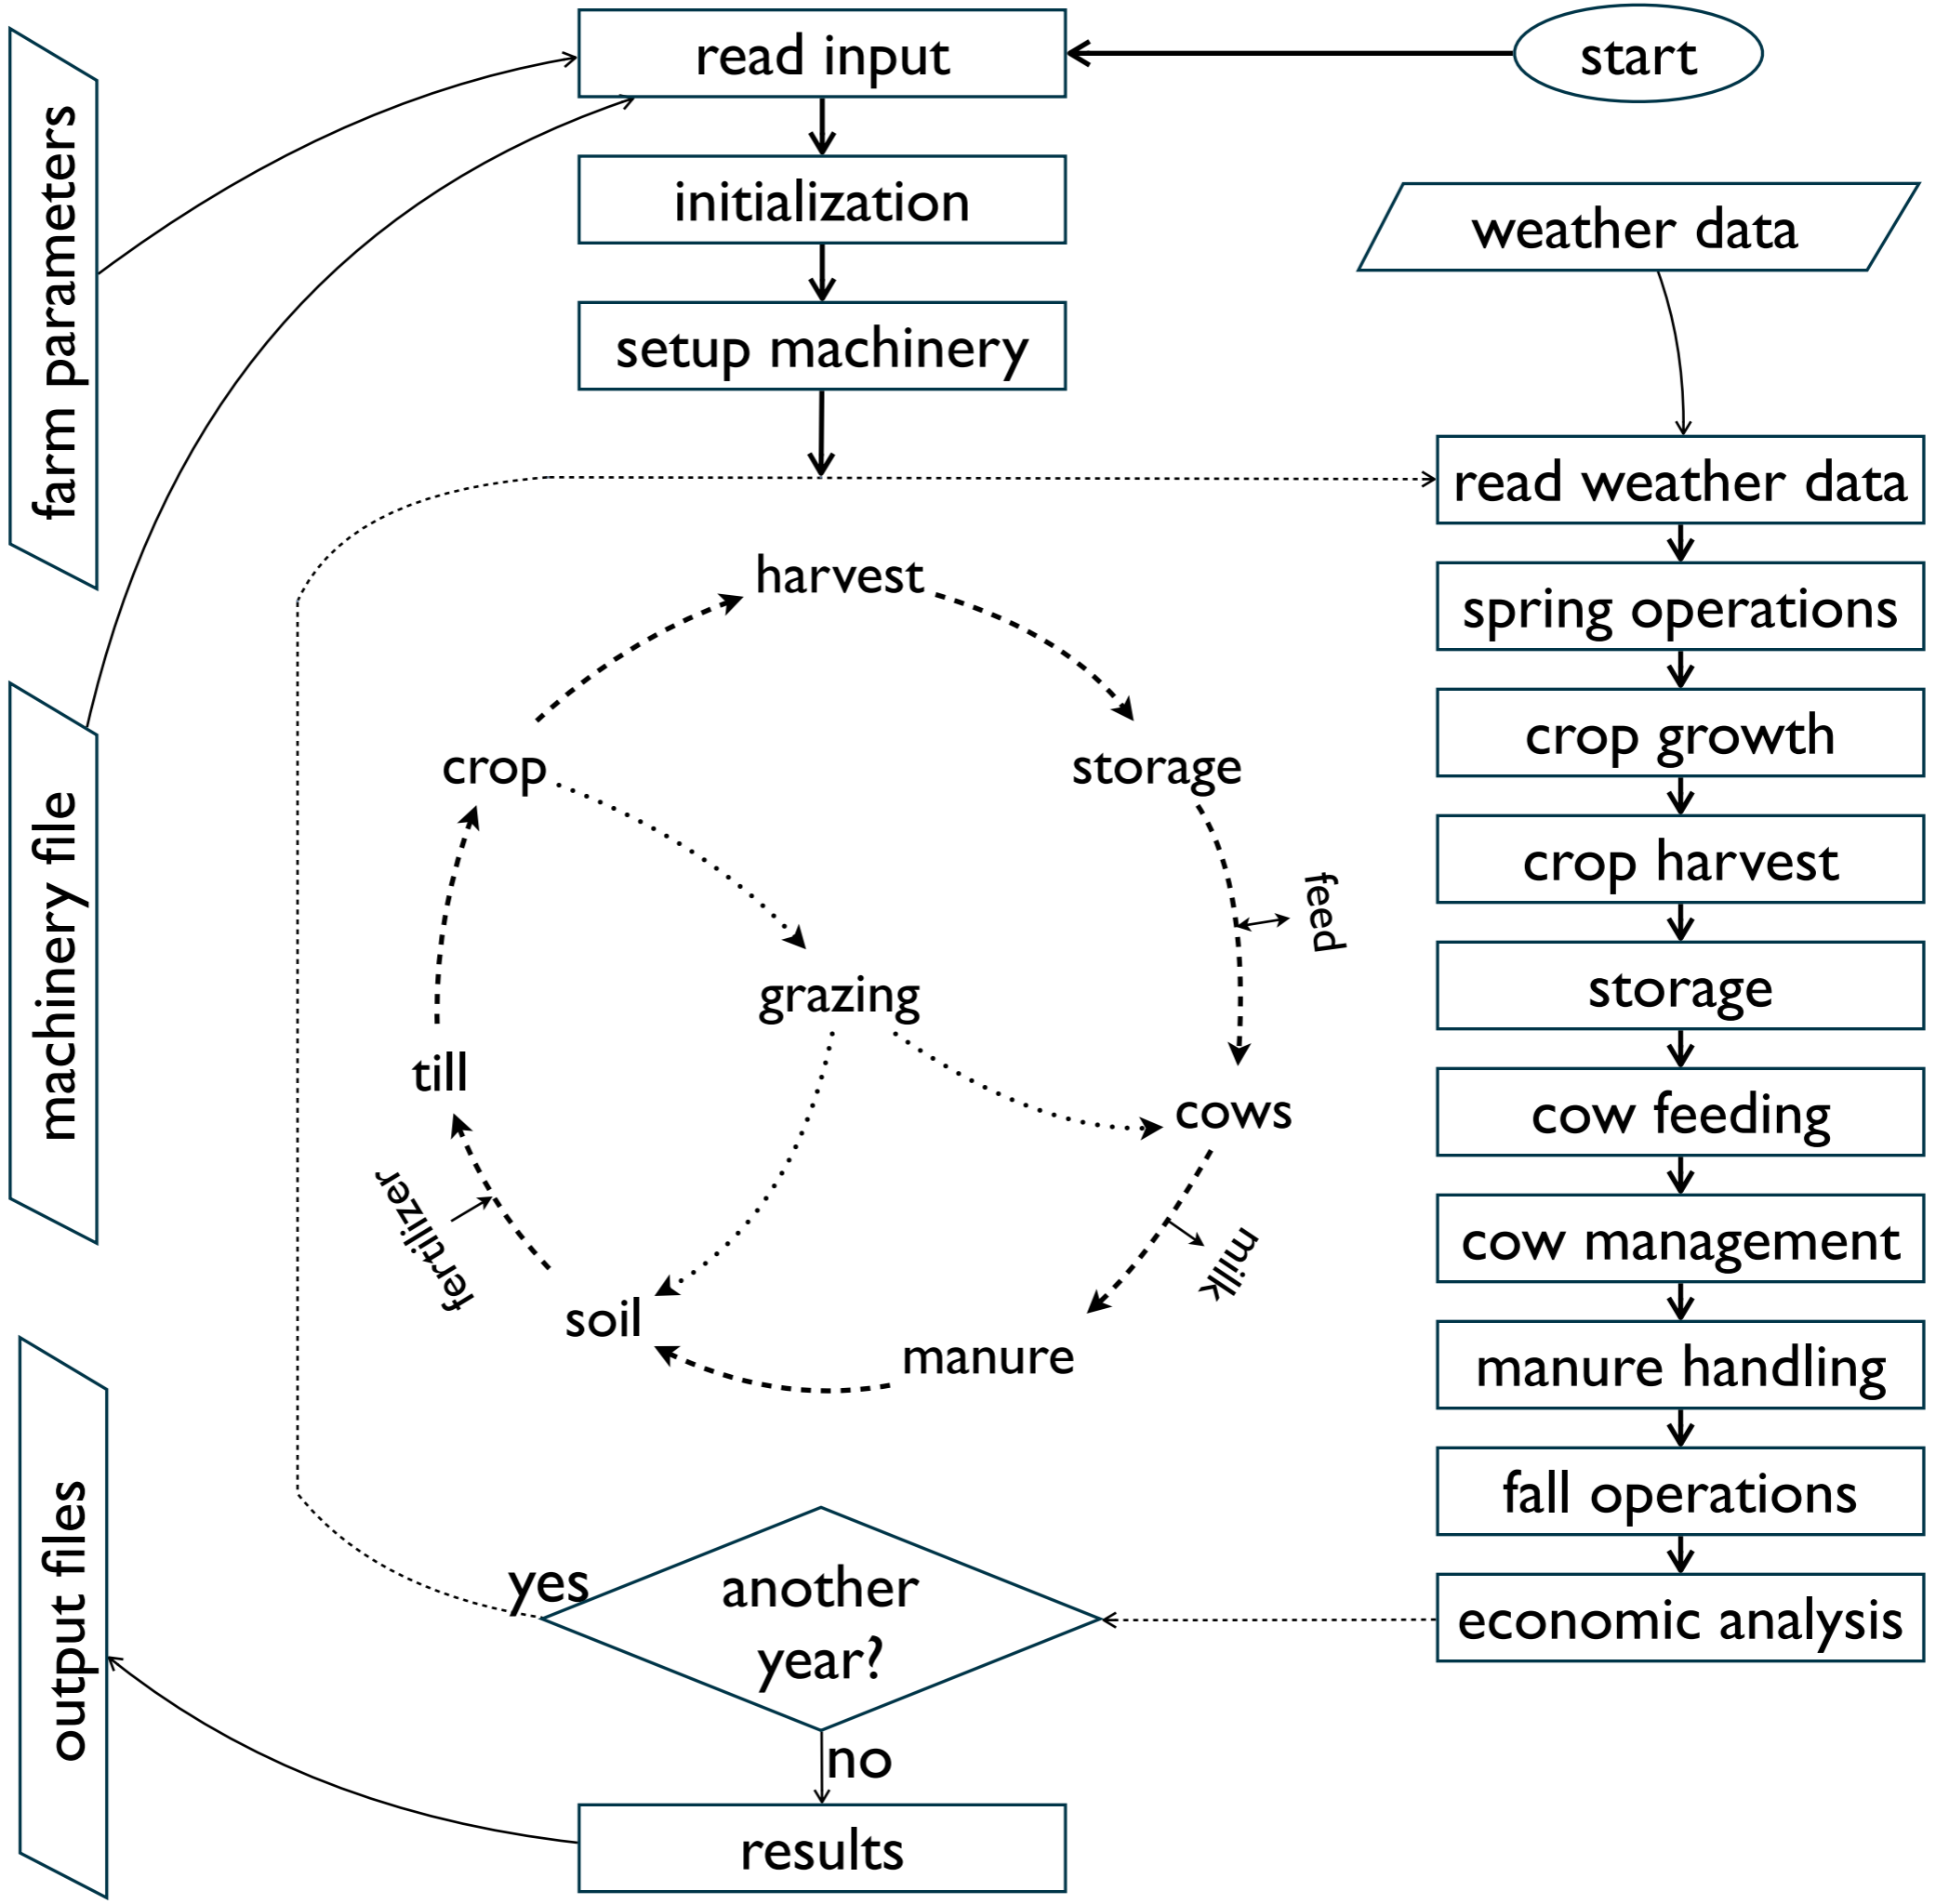 read input
start
farm parameters
initialization
weather data
setup machinery
read weather data
harvest
spring operations
crop growth
crop
storage
machinery file
crop harvest
feed
grazing
storage
till
cows
cow feeding
fertilizer
milk
cow management
soil
manure
manure handling
output files
fall operations
yes
another
year?
economic analysis
no
results